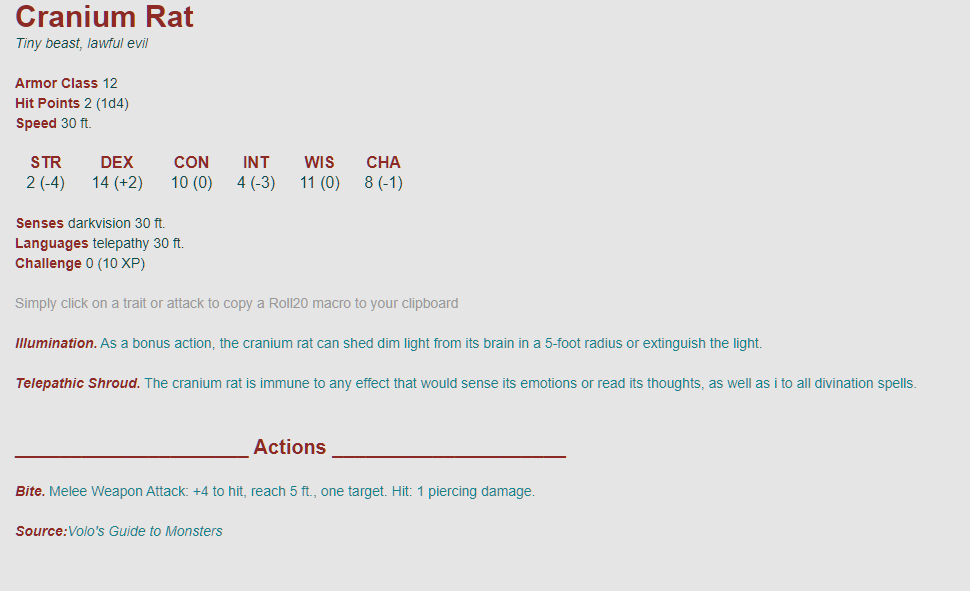 Cranium Rat
Tiny beast, lawful evil
Armor Class 12
Hit Points 2 (1d4)
Speed 30 ft.
STR DEX CON INT WIS CHA
2 (-4) 14 (+2) 10 (0) 4 (-3) 11 (0) 8 (-1)
Senses darkvision 30 ft.
Languages telepathy 30 ft.
Challenge 0 (10 XP)
Simply click on a trait or attack to copy a Roll20 macro to your clipboard
Illumination. As a bonus action, the cranium rat can shed dim light from its brain in a 5-foot radius or extinguish the light.
Telepathic Shroud. The cranium rat is immune to any effect that would sense its emotions or read its thoughts, as well as i to all divination spells.
_____________________ Actions _____________________
Bite. Melee Weapon Attack: +4 to hit, reach 5 ft., one target. Hit: 1 piercing damage.
Source:Volo's Guide to Monsters